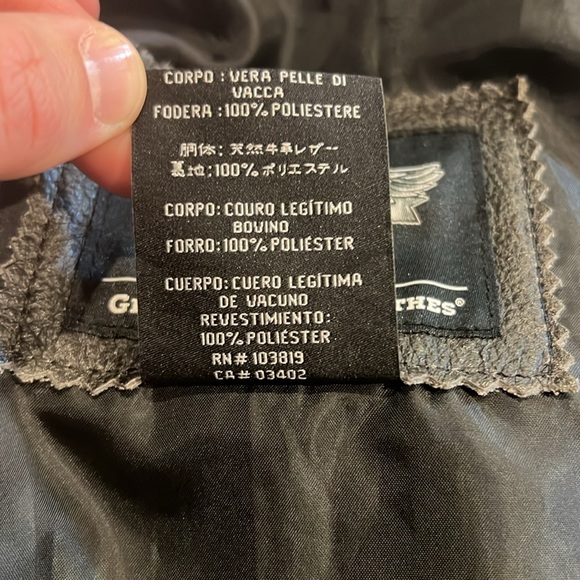 CORPO : VERA PELLE DI
VACCA
FODERA :100% POLIESTERE
胴体: 天然牛革レザー
裏地:100% ポリエステル
CORPO: COURO LEGÍTIMO
BOVINO
FORRO:100% POLIÉSTER
CUERPO: CUERO LEGÍTIMA
DE VACUNO
REVESTIMIENTO:
100% POLIÉSTER
RN# 103819
CA# 03402